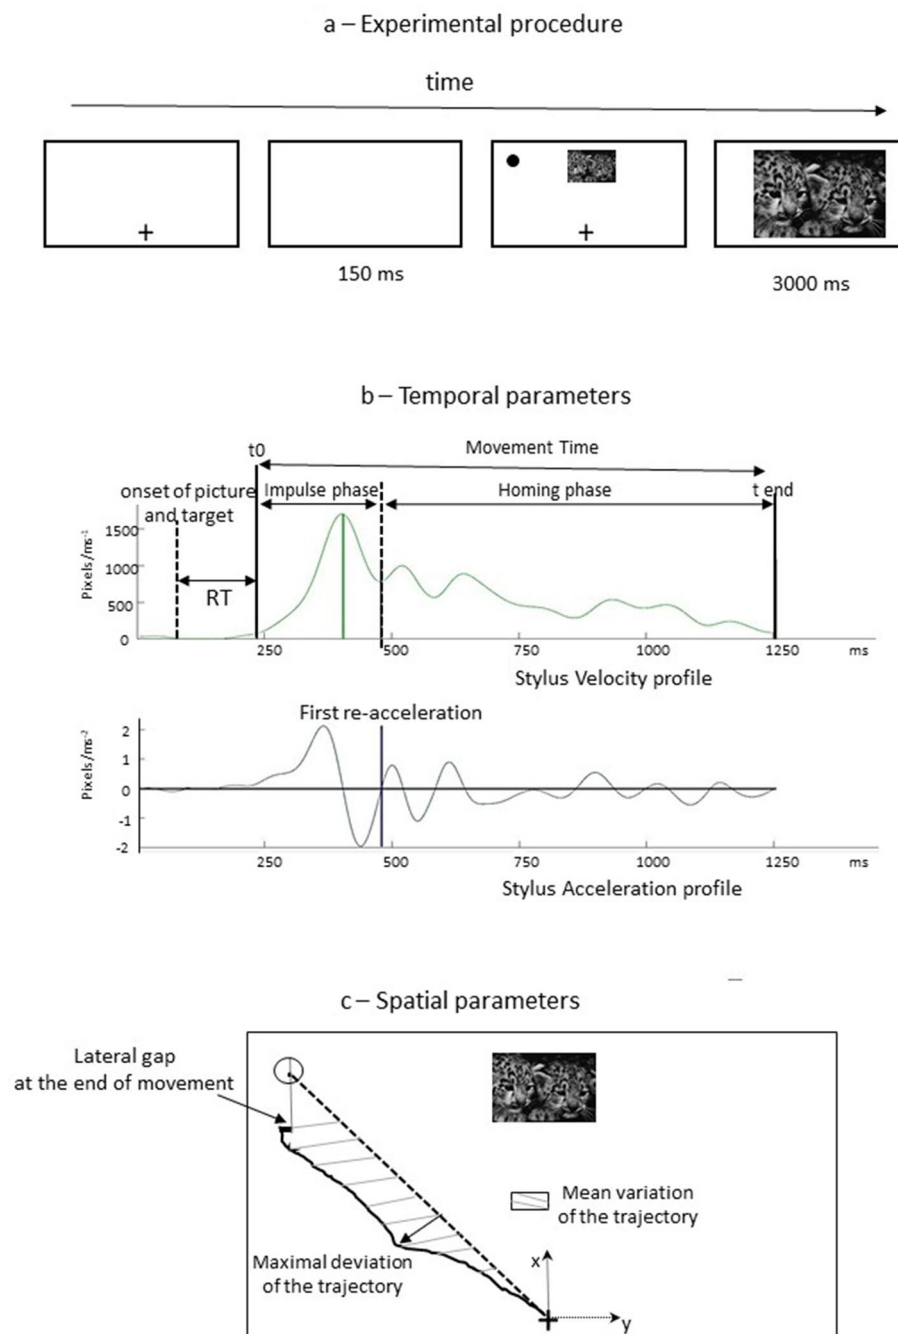 a – Experimental procedure
time
+
+
150 ms
3000 ms
b – Temporal parameters
t0
Movement Time
onset of picture
and target
Impulse phase
Homing phase
t end
Pixels/ms⁻¹
1500
1000
500
0
RT
250
500
750
1000
1250
ms
Stylus Velocity profile
First re-acceleration
Pixels/ms⁻²
2
1
0
-1
-2
250
500
750
1000
1250
ms
Stylus Acceleration profile
c – Spatial parameters
Lateral gap
at the end of movement
Mean variation
of the trajectory
Maximal deviation
of the trajectory
x
y